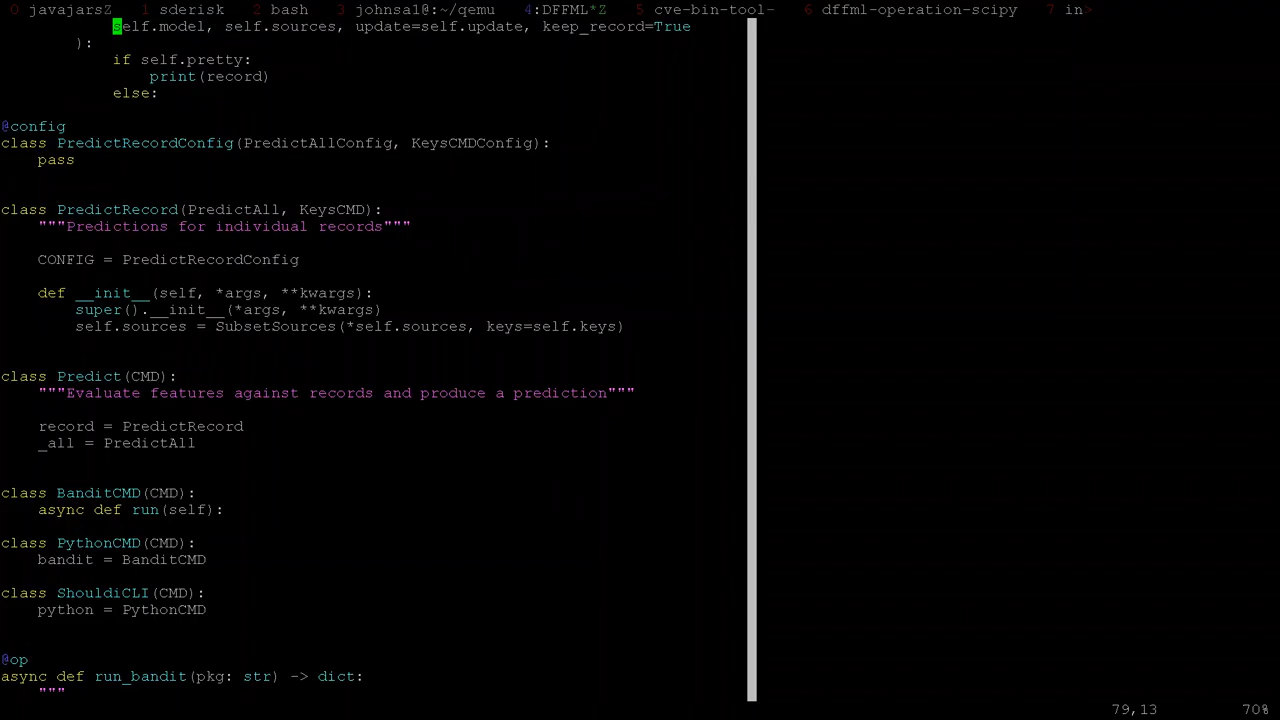 0 javajarsZ  1 sderisk  2 bash  3 johnsa1@:~/qemu  4:DFFML*Z  5 cve-bin-tool-  6 dffml-operation-scipy  7 in>
            self.model, self.sources, update=self.update, keep_record=True
        ):
            if self.pretty:
                print(record)
            else:
@config
class PredictRecordConfig(PredictAllConfig, KeysCMDConfig):
    pass
class PredictRecord(PredictAll, KeysCMD):
    """Predictions for individual records"""
    CONFIG = PredictRecordConfig
    def __init__(self, *args, **kwargs):
        super().__init__(*args, **kwargs)
        self.sources = SubsetSources(*self.sources, keys=self.keys)
class Predict(CMD):
    """Evaluate features against records and produce a prediction"""
    record = PredictRecord
    _all = PredictAll
class BanditCMD(CMD):
    async def run(self):
class PythonCMD(CMD):
    bandit = BanditCMD
class ShouldiCLI(CMD):
    python = PythonCMD
@op
async def run_bandit(pkg: str) -> dict:
    """
79,13  70%